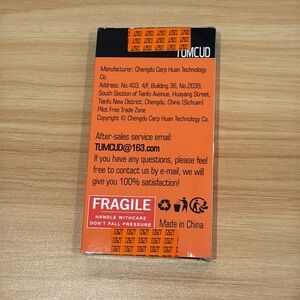 TUMCUD
Manufacturer: Chengdu Carp Huan Technology
Co.
Address: No.403, 4/F, Building 36, No.2039,
South Section of Tianfu Avenue, Huayang Street,
Tianfu New District, Chengdu, China (Sichuan)
Pilot Free Trade Zone
Copyright © Chengdu Carp Huan Technology Co.
After-sales service email:
TUMCUD@163.com
If you have any questions, please feel
free to contact us by e-mail, we will
give you 100% satisfaction!
FRAGILE
HANDLE WITHCARE
DON'T FALL PRESSURE
Made in China